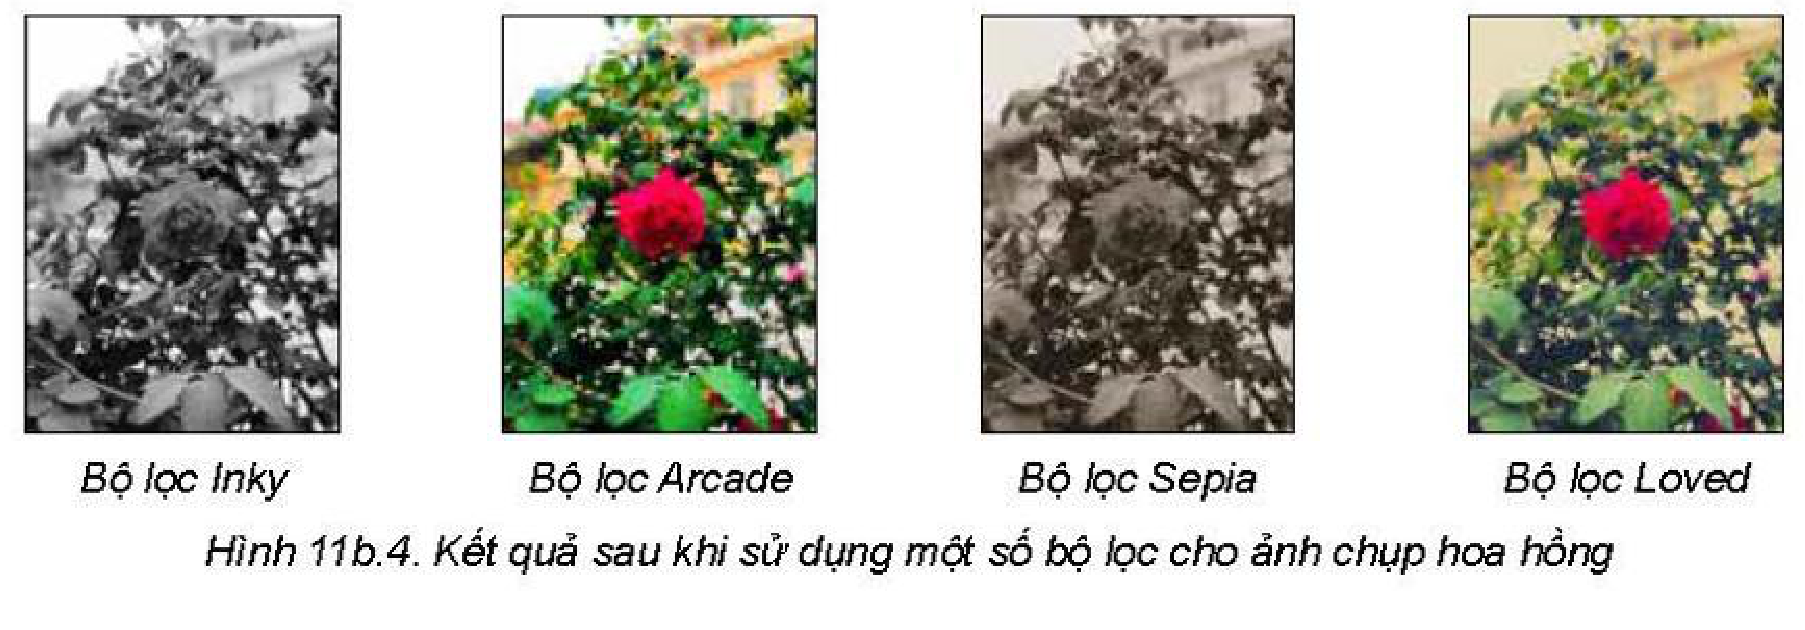 Bộ lọc Inky
Bộ lọc Arcade
Bộ lọc Sepia
Bộ lọc Loved
Hình 11b.4. Kết quả sau khi sử dụng một số bộ lọc cho ảnh chụp hoa hồng